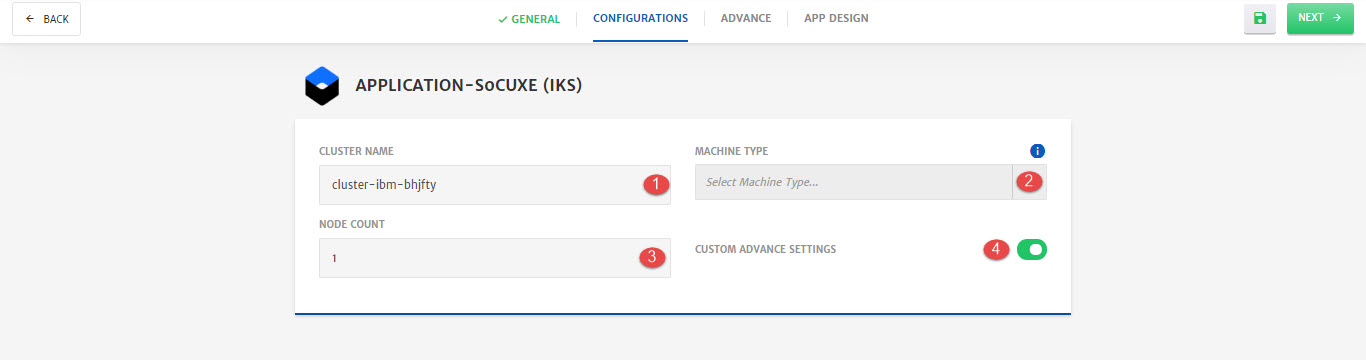 BACK
GENERAL
CONFIGURATIONS
ADVANCE
APP DESIGN
NEXT
APPLICATION-S0CUXE (IKS)
CLUSTER NAME
cluster-ibm-bhjfty
1
MACHINE TYPE
i
Select Machine Type...
2
NODE COUNT
1
3
CUSTOM ADVANCE SETTINGS
4